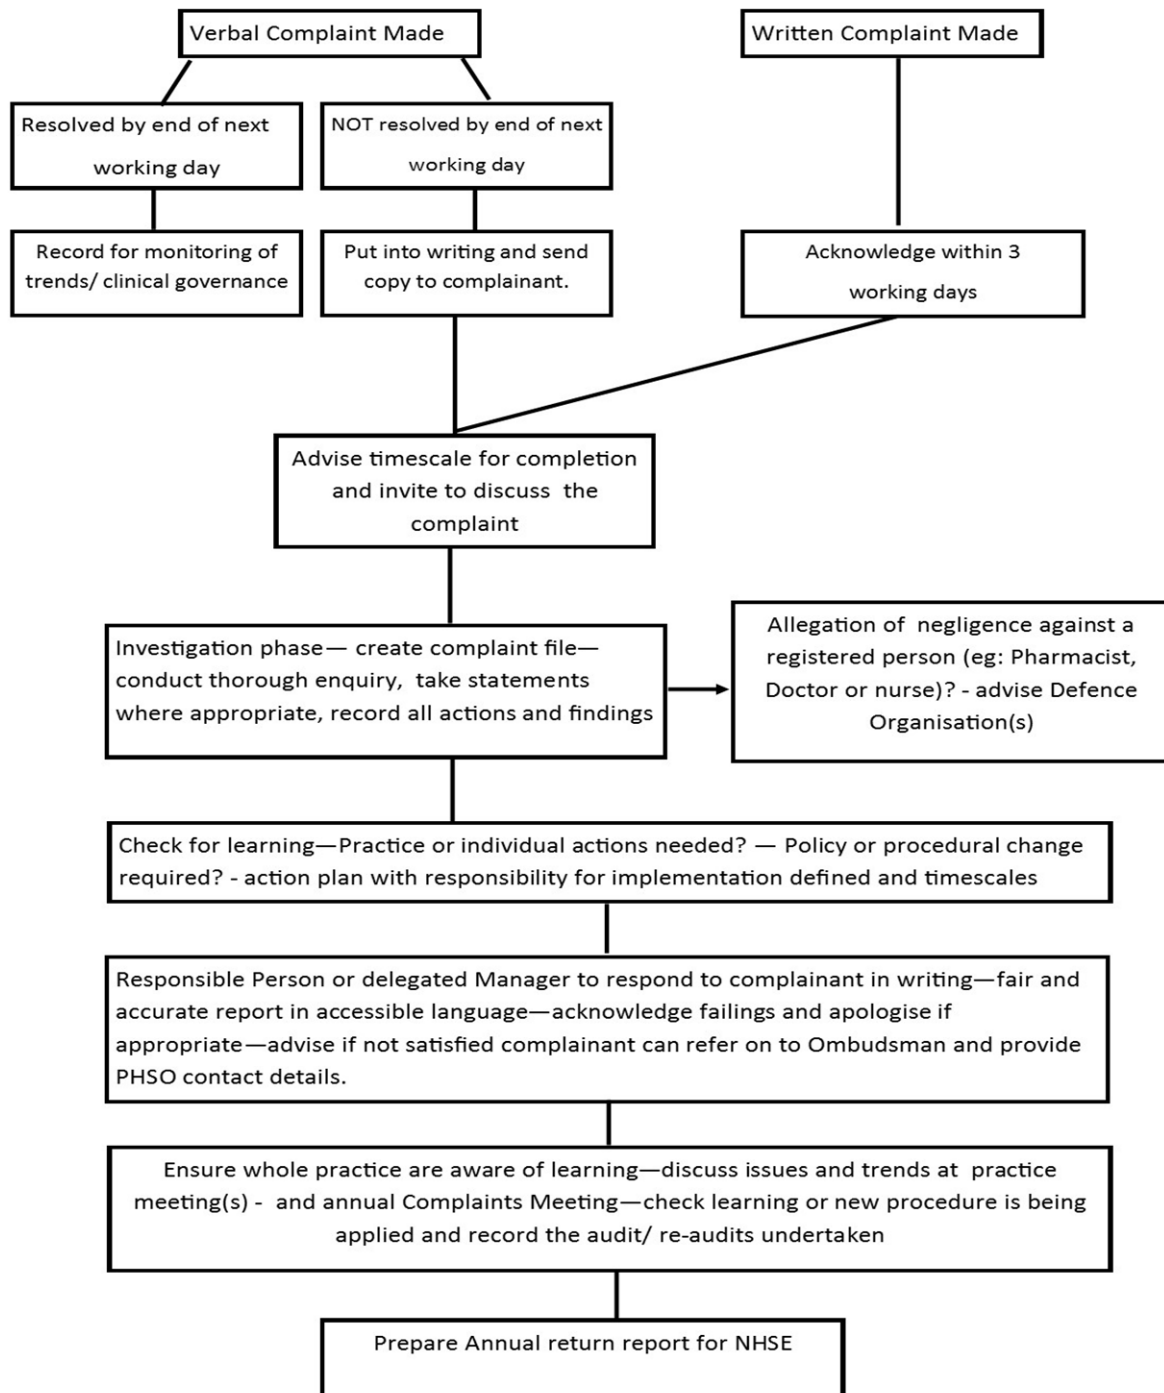 Verbal Complaint Made
Written Complaint Made
Resolved by end of next
working day
NOT resolved by end of next
working day
Record for monitoring of
trends/ clinical governance
Put into writing and send
copy to complainant.
Acknowledge within 3
working days
Advise timescale for completion
and invite to discuss  the
complaint
Investigation phase— create complaint file—
conduct thorough enquiry,  take statements
where appropriate, record all actions and findings
Allegation of  negligence against a
registered person (eg: Pharmacist,
Doctor or nurse)? - advise Defence
Organisation(s)
Check for learning—Practice or individual actions needed? — Policy or procedural change
required? - action plan with responsibility for implementation defined and timescales
Responsible Person or delegated Manager to respond to complainant in writing—fair and
accurate report in accessible language—acknowledge failings and apologise if
appropriate—advise if not satisfied complainant can refer on to Ombudsman and provide
PHSO contact details.
Ensure whole practice are aware of learning—discuss issues and trends at  practice
meeting(s) -  and annual Complaints Meeting—check learning or new procedure is being
applied and record the audit/ re-audits undertaken
Prepare Annual return report for NHSE